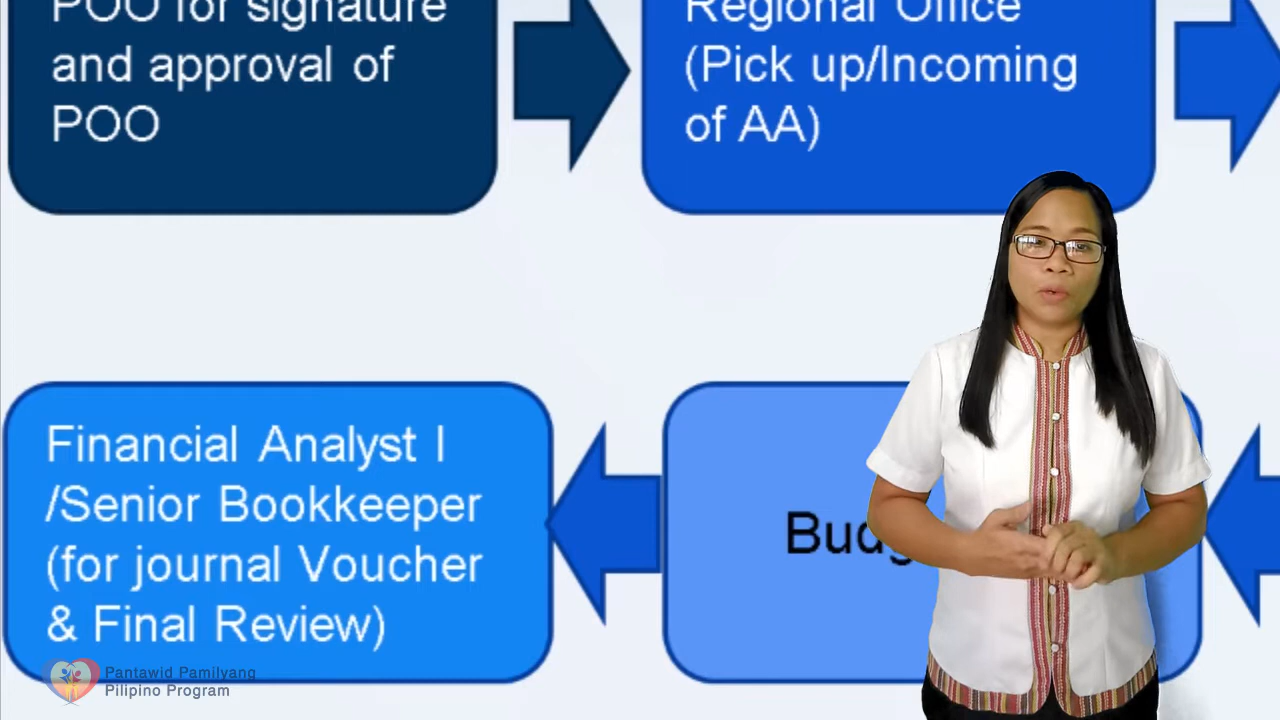 POO for signature
and approval of
POO
Regional Office
(Pick up/Incoming
of AA)
Financial Analyst I
/Senior Bookkeeper
(for journal Voucher
& Final Review)
Pantawid Pamilyang
Pilipino Program